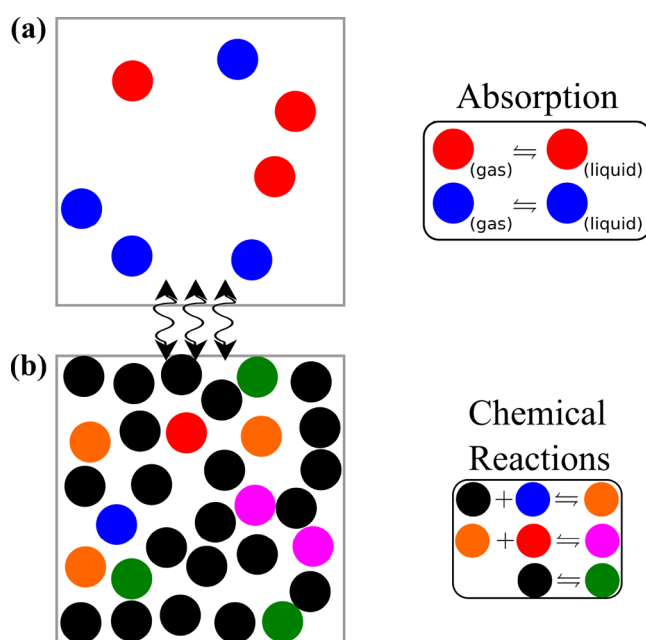 (a)
Absorption
(gas) ⇌ (liquid)
(gas) ⇌ (liquid)
(b)
Chemical
Reactions
+ ⇌
+ ⇌
⇌